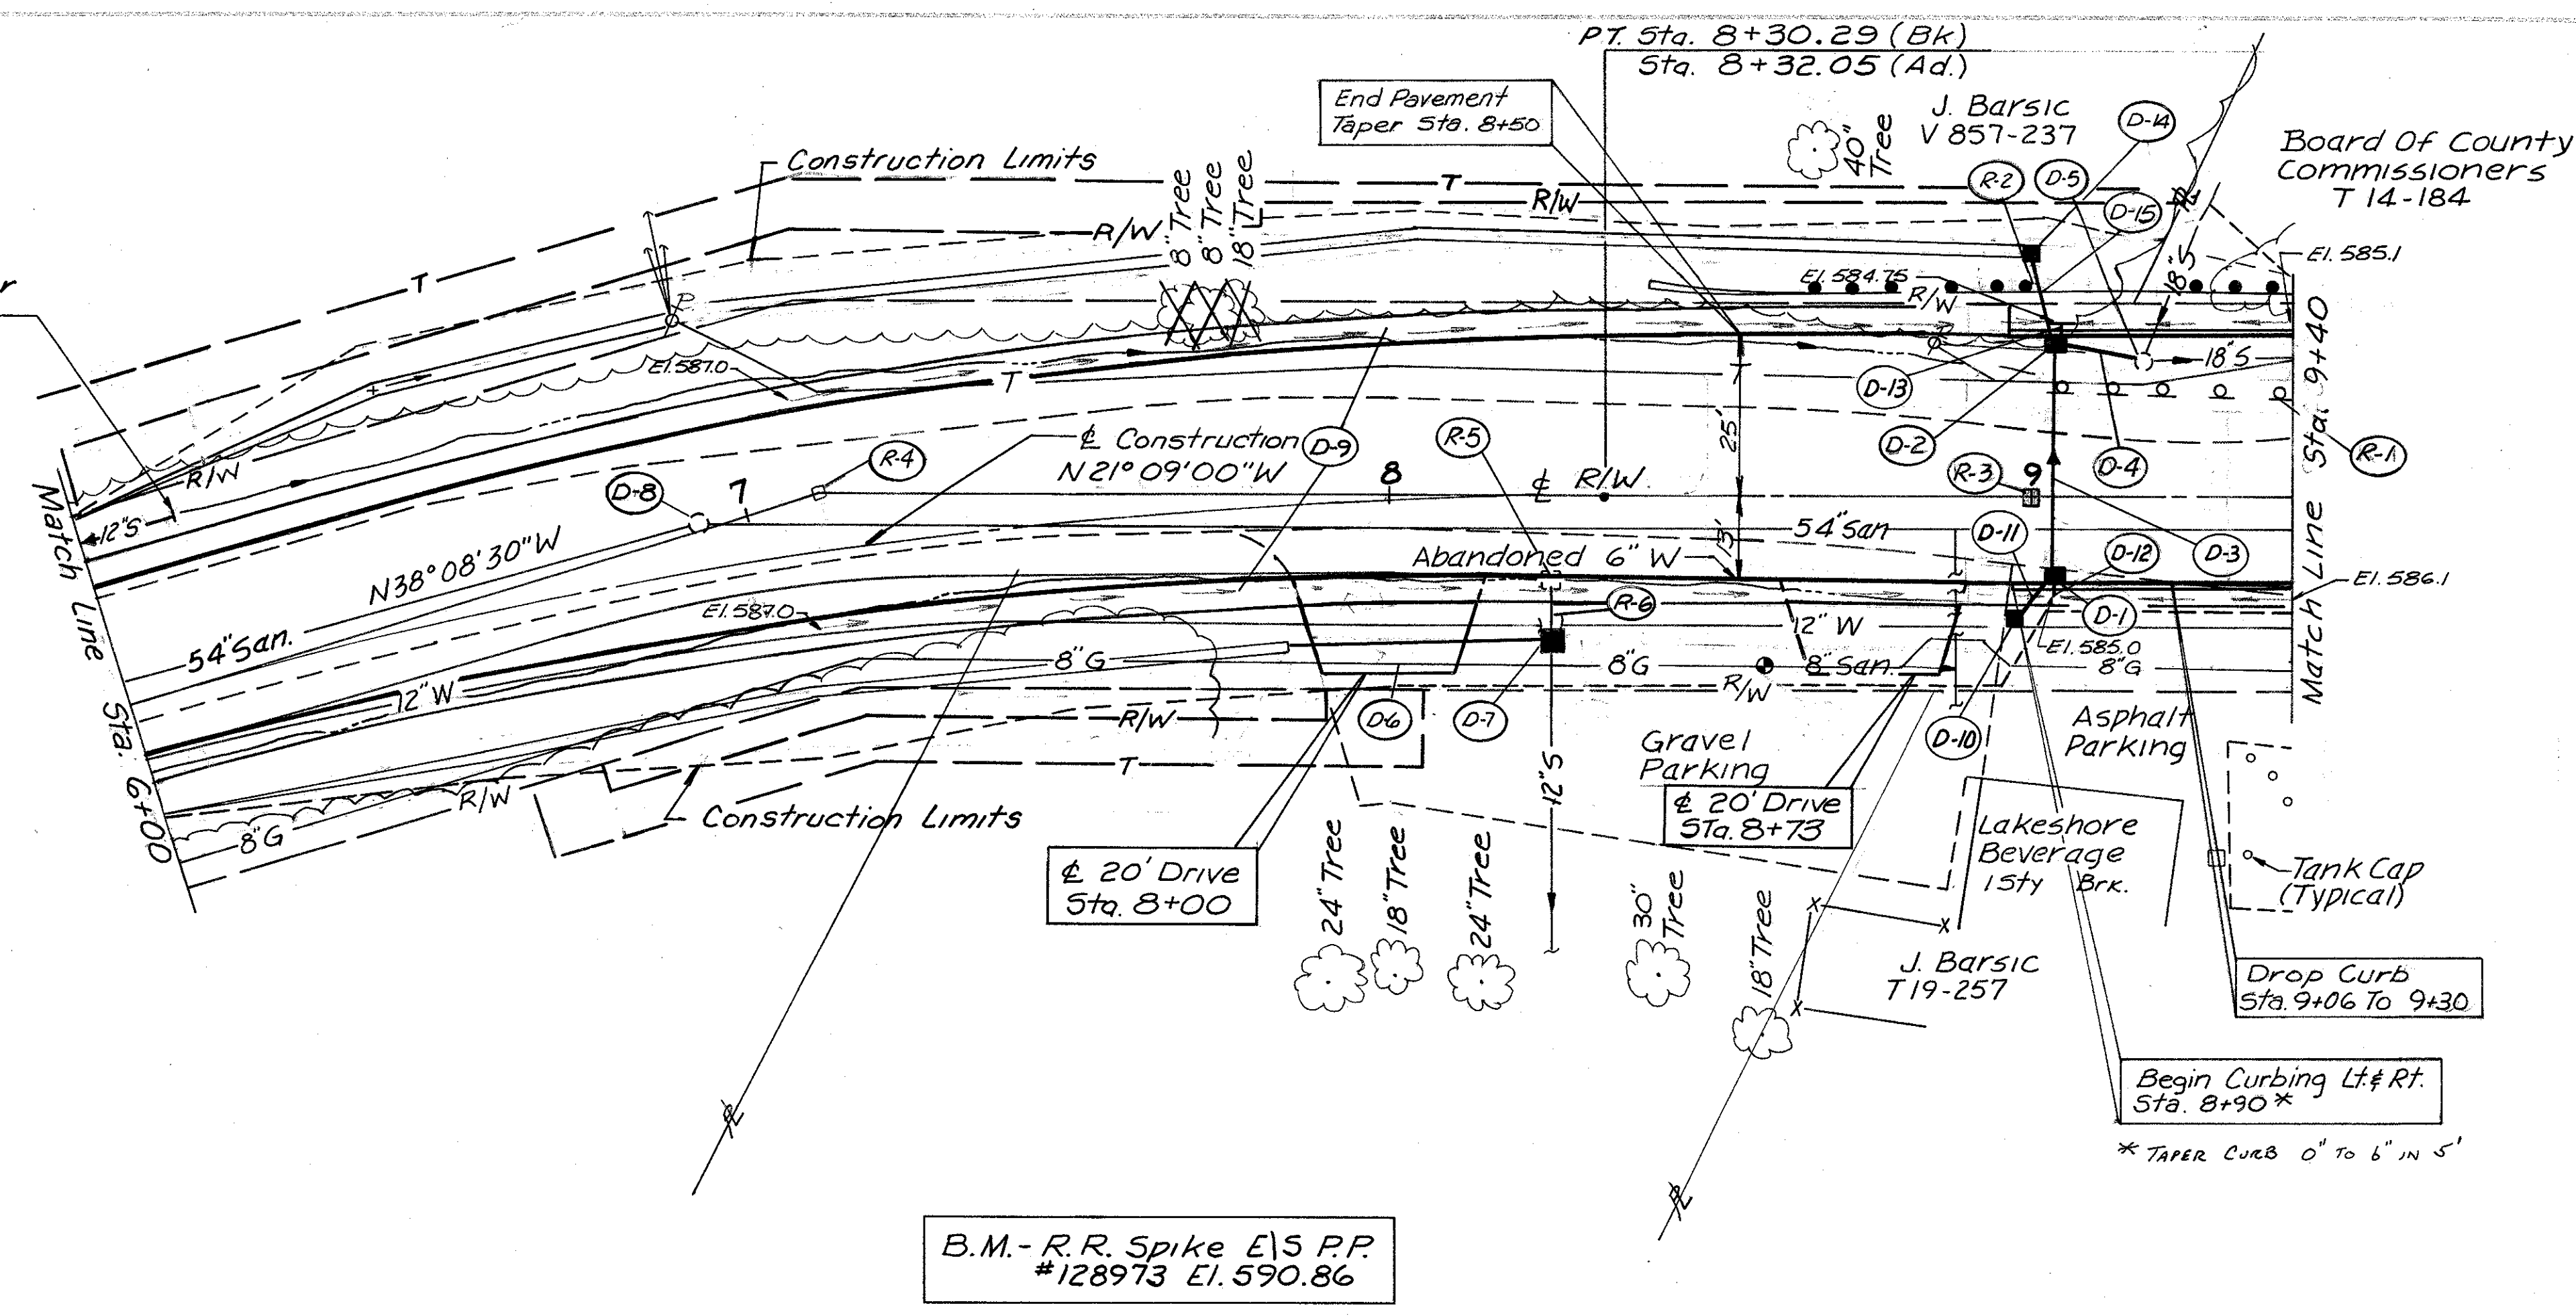 P.T. Sta. 8+30.29 (Bk)
Sta. 8+32.05 (Ad.)
End Pavement
Taper Sta. 8+50
J. Barsic
V 857-237
40" Tree
D-14
Board Of County
Commissioners
T 14-184
Construction Limits
8" Tree
8" Tree
18" Tree
T
R/W
R/W
R-2
D-5
D-15
P
18"S
El. 585.1
T
r
El. 584.75
R/W
P
El. 587.0
T
18"S
D-13
25'
R/W
12"S
D-8
7
R-4
₵ Construction
N 21° 09' 00" W
D-9
R-5
8
₵ R/W
D-2
R-3
9
D-4
R-1
Match Line Sta. 9+40
N 38° 08' 30" W
54" San.
Abandoned 6" W
13'
54" San
D-11
D-12
D-3
El. 586.1
Match Line Sta. 6+00
El. 587.0
R-6
12" W
D-1
El. 585.0
12" W
8" G
8" G
8" San.
8" G
R/W
R/W
R/W
D-6
D-7
D-10
T
8" G
Construction Limits
12"S
Gravel
Parking
Asphalt
Parking
₵ 20' Drive
Sta. 8+73
₵ 20' Drive
Sta. 8+00
Lakeshore
Beverage
1 Sty Brk.
Tank Cap
(Typical)
24" Tree
18" Tree
24" Tree
30" Tree
18" Tree
J. Barsic
T 19-257
Drop Curb
Sta. 9+06 To 9+30
Begin Curbing Lt. & Rt.
Sta. 8+90 *
* TAPER CURB 0" TO 6" IN 5'
B.M.- R.R. Spike E\S P.P.
#128973 El. 590.86